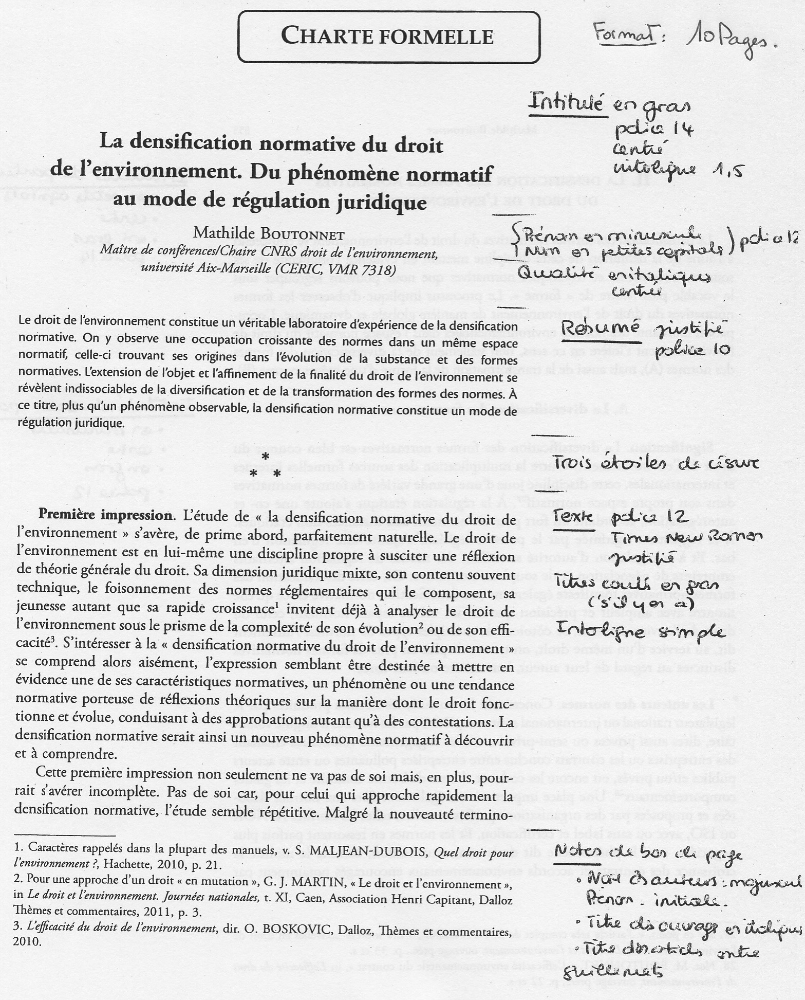 CHARTE FORMELLE
Format : 10 Pages.
Intitulé en gras
police 14
centré
interligne 1,5
La densification normative du droit
de l'environnement. Du phénomène normatif
au mode de régulation juridique
Mathilde BOUTONNET
Maître de conférences/Chaire CNRS droit de l'environnement,
université Aix-Marseille (CERIC, VMR 7318)
Prénom en minuscule
Nom en petites capitales
police 12
Qualité en italiques
centrée
Le droit de l'environnement constitue un véritable laboratoire d'expérience de la densification
normative. On y observe une occupation croissante des normes dans un même espace
normatif, celle-ci trouvant ses origines dans l'évolution de la substance et des formes
normatives. L'extension de l'objet et l'affinement de la finalité du droit de l'environnement se
révèlent indissociables de la diversification et de la transformation des formes des normes. À
ce titre, plus qu'un phénomène observable, la densification normative constitue un mode de
régulation juridique.
Résumé justifié
police 10
*
* *
Trois étoiles de césure
Première impression. L'étude de « la densification normative du droit de
l'environnement » s'avère, de prime abord, parfaitement naturelle. Le droit de
l'environnement est en lui-même une discipline propre à susciter une réflexion
de théorie générale du droit. Sa dimension juridique mixte, son contenu souvent
technique, le foisonnement des normes réglementaires qui le composent, sa
jeunesse autant que sa rapide croissance¹ invitent déjà à analyser le droit de
l'environnement sous le prisme de la complexité de son évolution² ou de son effi-
cacité³. S'intéresser à la « densification normative du droit de l'environnement »
se comprend alors aisément, l'expression semblant être destinée à mettre en
évidence une de ses caractéristiques normatives, un phénomène ou une tendance
normative porteuse de réflexions théoriques sur la manière dont le droit fonc-
tionne et évolue, conduisant à des approbations autant qu'à des contestations. La
densification normative serait ainsi un nouveau phénomène normatif à découvrir
et à comprendre.
Cette première impression non seulement ne va pas de soi mais, en plus, pour-
rait s'avérer incomplète. Pas de soi car, pour celui qui approche rapidement la
densification normative, l'étude semble répétitive. Malgré la nouveauté termino-
Texte police 12
Times New Roman
justifié
Titres coulés en gras
(s'il y en a)
Interligne simple
1. Caractères rappelés dans la plupart des manuels, v. S. MALJEAN-DUBOIS, Quel droit pour
l'environnement ?, Hachette, 2010, p. 21.
2. Pour une approche d'un droit « en mutation », G. J. MARTIN, « Le droit et l'environnement »,
in Le droit et l'environnement. Journées nationales, t. XI, Caen, Association Henri Capitant, Dalloz
Thèmes et commentaires, 2011, p. 3.
3. L'efficacité du droit de l'environnement, dir. O. BOSKOVIC, Dalloz, Thèmes et commentaires,
2010.
Notes de bas de page
• Nom des auteurs : majuscul
Prénom - initiale.
• Titre des ouvrages en italiques
• Titre des articles entre
guillemets